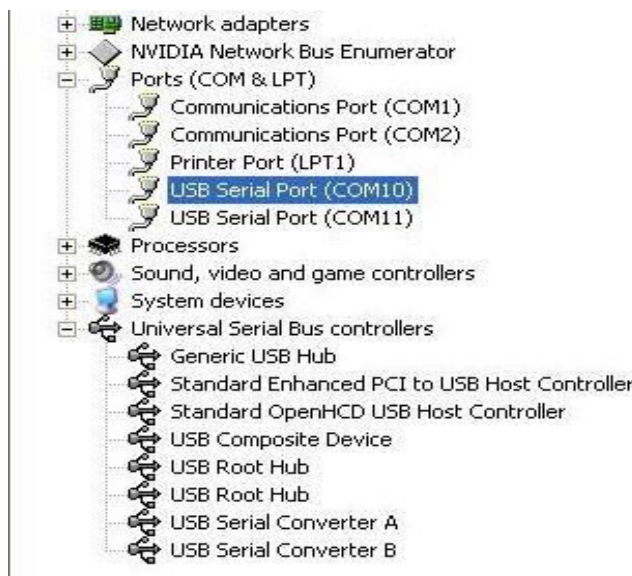 Network adapters
NVIDIA Network Bus Enumerator
Ports (COM & LPT)
Communications Port (COM1)
Communications Port (COM2)
Printer Port (LPT1)
USB Serial Port (COM10)
USB Serial Port (COM11)
Processors
Sound, video and game controllers
System devices
Universal Serial Bus controllers
Generic USB Hub
Standard Enhanced PCI to USB Host Controller
Standard OpenHCD USB Host Controller
USB Composite Device
USB Root Hub
USB Root Hub
USB Serial Converter A
USB Serial Converter B